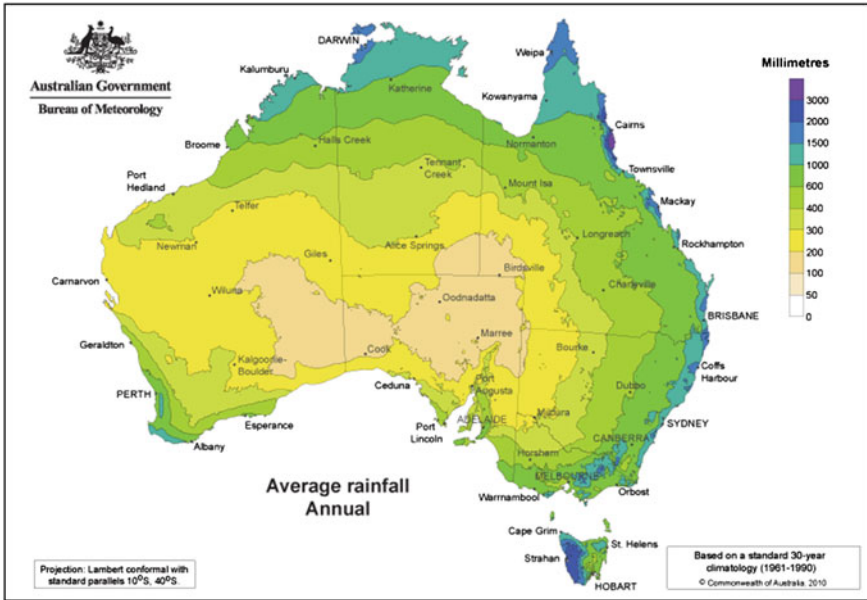 Australian Government
Bureau of Meteorology
DARWIN
Weipa
Kalumburu
Katherine
Kowanyama
Millimetres
3000
2000
1500
1000
600
400
300
200
100
50
0
Cairns
Broome
Halls Creek
Normanton
Townsville
Port
Hedland
Tennant
Creek
Mount Isa
Mackay
Telfer
Newman
Giles
Alice Springs
Longreach
Rockhampton
Carnarvon
Wiluna
Birdsville
Charleville
Oodnadatta
BRISBANE
Geraldton
Marree
Kalgoorlie-
Boulder
Cook
Bourke
Coffs
Harbour
PERTH
Ceduna
Port
Augusta
Dubbo
Esperance
Port
Lincoln
ADELAIDE
Mildura
SYDNEY
Albany
CANBERRA
Horsham
MELBOURNE
Warrnambool
Orbost
Average rainfall
Annual
Cape Grim
St. Helens
Strahan
HOBART
Projection: Lambert conformal with
standard parallels 10°S, 40°S.
Based on a standard 30-year
climatology (1961-1990)
© Commonwealth of Australia, 2010